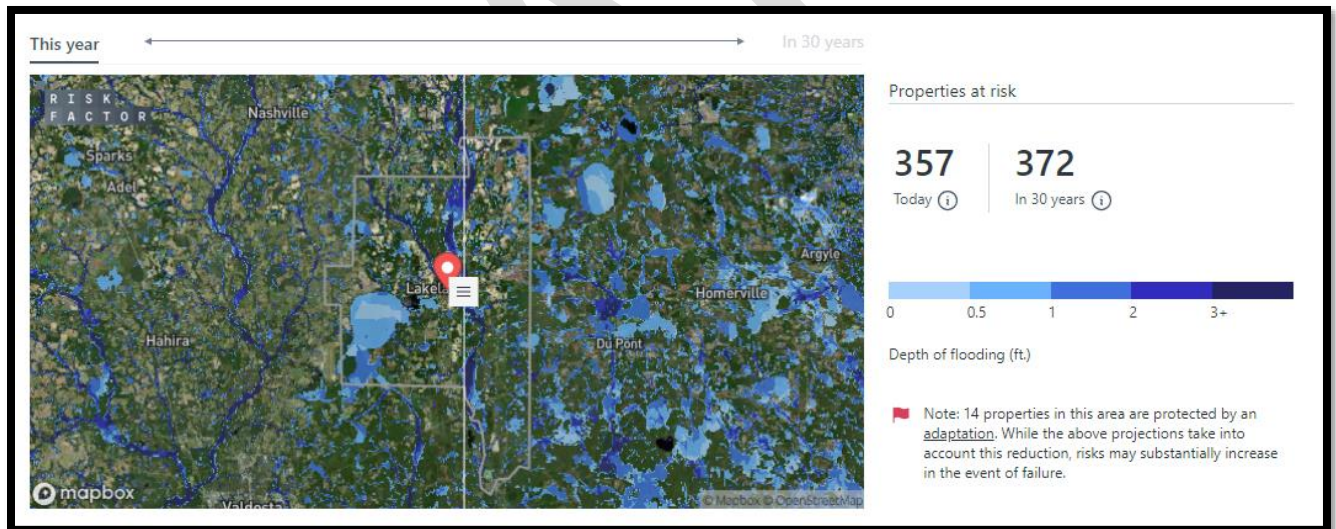 This year
In 30 years
RISK
FACTOR
Nashville
Sparks
Adel
Argyle
Lakela
Homerville
Hahira
Du Pont
mapbox
© Mapbox © OpenStreetMap
Valdosta
Properties at risk
357
372
Today
In 30 years
0 0.5 1 2 3+
Depth of flooding (ft.)
Note: 14 properties in this area are protected by an
adaptation. While the above projections take into
account this reduction, risks may substantially increase
in the event of failure.